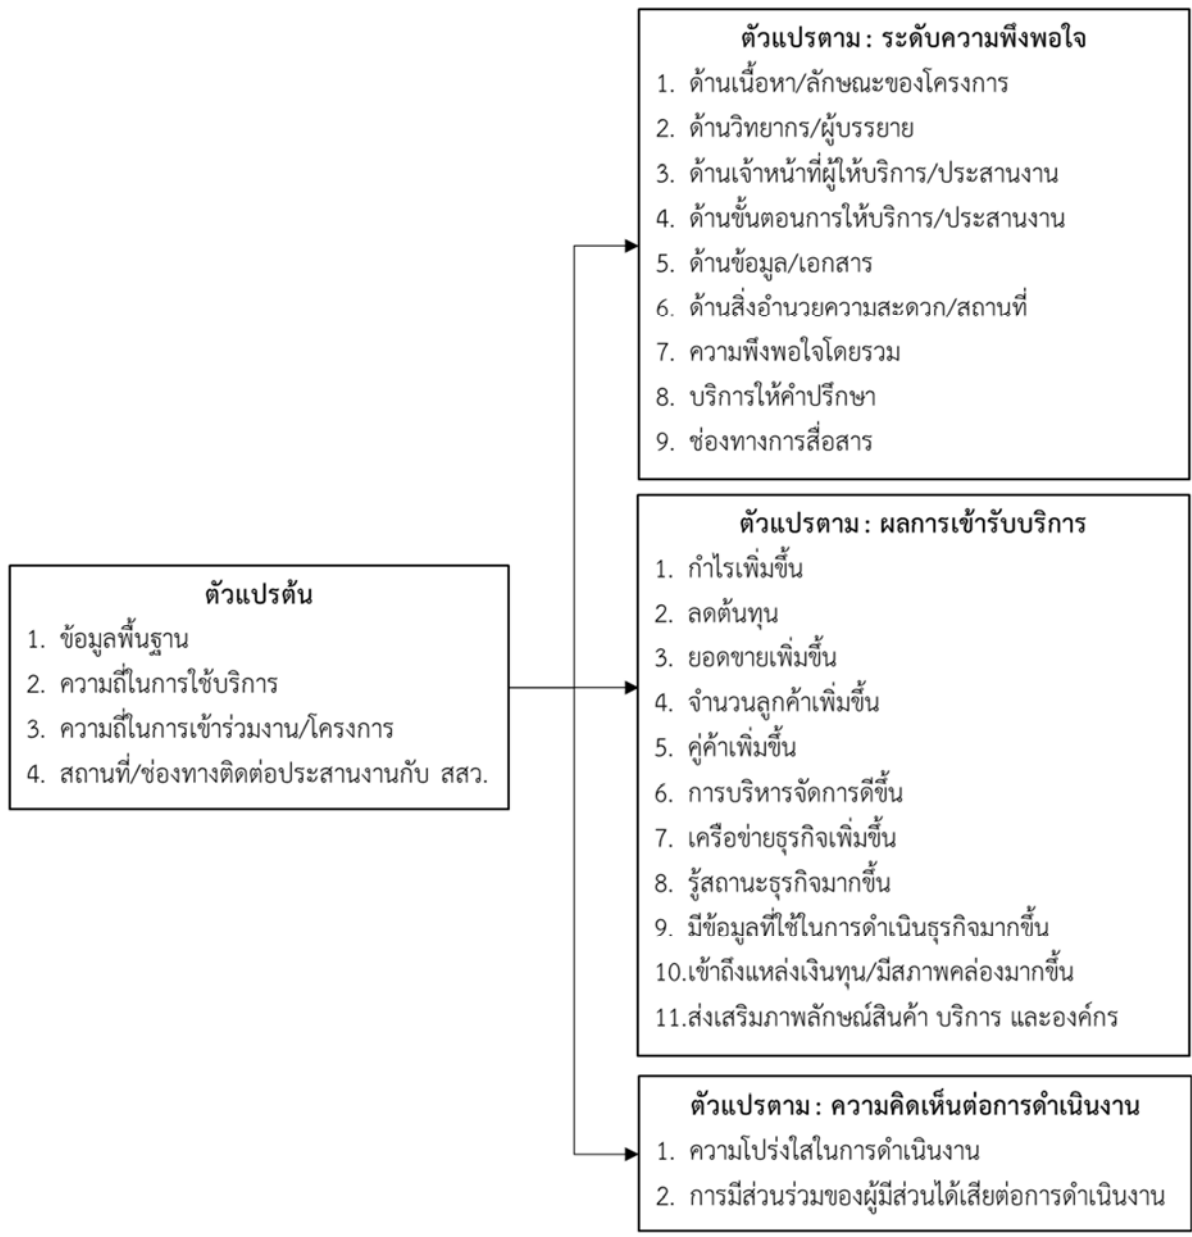 ตัวแปรตาม : ระดับความพึงพอใจ
1. ด้านเนื้อหา/ลักษณะของโครงการ
2. ด้านวิทยากร/ผู้บรรยาย
3. ด้านเจ้าหน้าที่ผู้ให้บริการ/ประสานงาน
4. ด้านขั้นตอนการให้บริการ/ประสานงาน
5. ด้านข้อมูล/เอกสาร
6. ด้านสิ่งอำนวยความสะดวก/สถานที่
7. ความพึงพอใจโดยรวม
8. บริการให้คำปรึกษา
9. ช่องทางการสื่อสาร
ตัวแปรต้น
1. ข้อมูลพื้นฐาน
2. ความถี่ในการใช้บริการ
3. ความถี่ในการเข้าร่วมงาน/โครงการ
4. สถานที่/ช่องทางติดต่อประสานงานกับ สสว.
ตัวแปรตาม : ผลการเข้ารับบริการ
1. กำไรเพิ่มขึ้น
2. ลดต้นทุน
3. ยอดขายเพิ่มขึ้น
4. จำนวนลูกค้าเพิ่มขึ้น
5. คู่ค้าเพิ่มขึ้น
6. การบริหารจัดการดีขึ้น
7. เครือข่ายธุรกิจเพิ่มขึ้น
8. รู้สถานะธุรกิจมากขึ้น
9. มีข้อมูลที่ใช้ในการดำเนินธุรกิจมากขึ้น
10.เข้าถึงแหล่งเงินทุน/มีสภาพคล่องมากขึ้น
11.ส่งเสริมภาพลักษณ์สินค้า บริการ และองค์กร
ตัวแปรตาม : ความคิดเห็นต่อการดำเนินงาน
1. ความโปร่งใสในการดำเนินงาน
2. การมีส่วนร่วมของผู้มีส่วนได้เสียต่อการดำเนินงาน